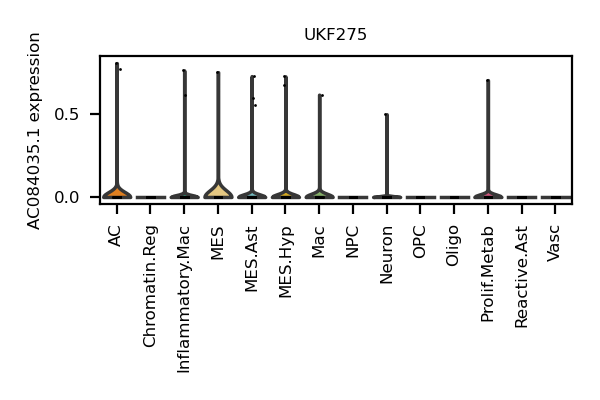 UKF275
AC084035.1 expression
0.5
0.0
AC
Chromatin.Reg
Inflammatory.Mac
MES
MES.Ast
MES.Hyp
Mac
NPC
Neuron
OPC
Oligo
Prolif.Metab
Reactive.Ast
Vasc